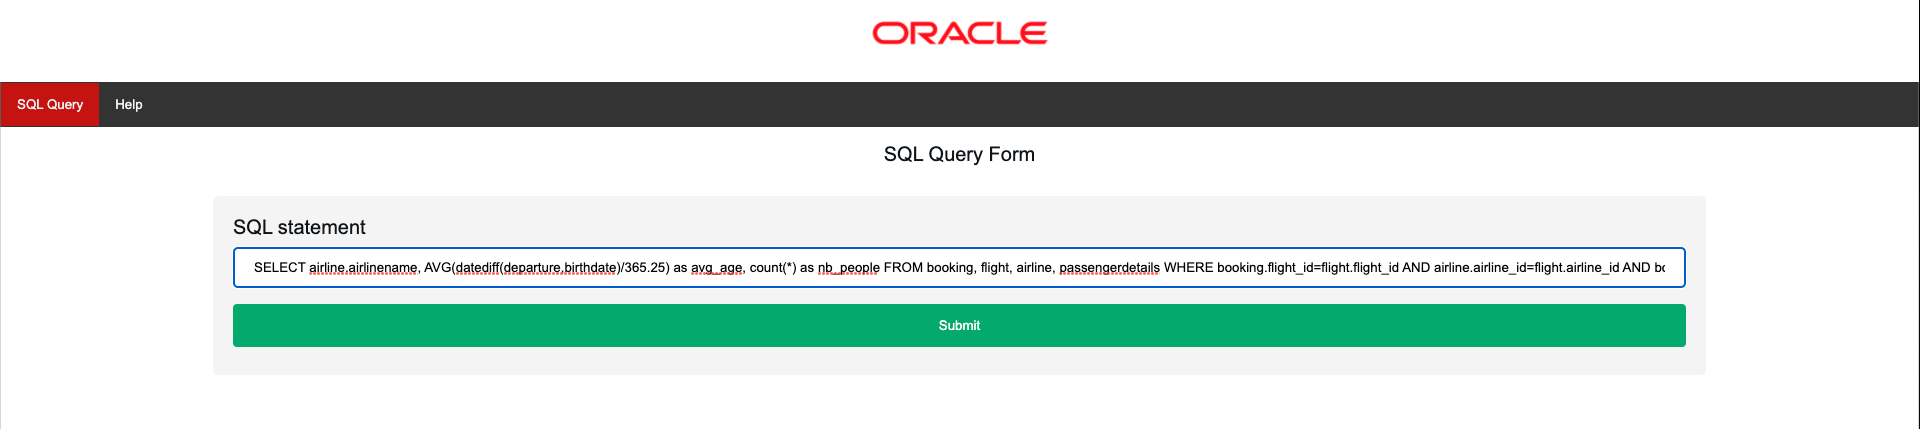 ORACLE
SQL Query Help
SQL Query Form
SQL statement
SELECT airline.airlinename, AVG(datediff(departure,birthdate)/365.25) as avg_age, count(*) as nb_people FROM booking, flight, airline, passengerdetails WHERE booking.flight_id=flight.flight_id AND airline.airline_id=flight.airline_id AND
Submit